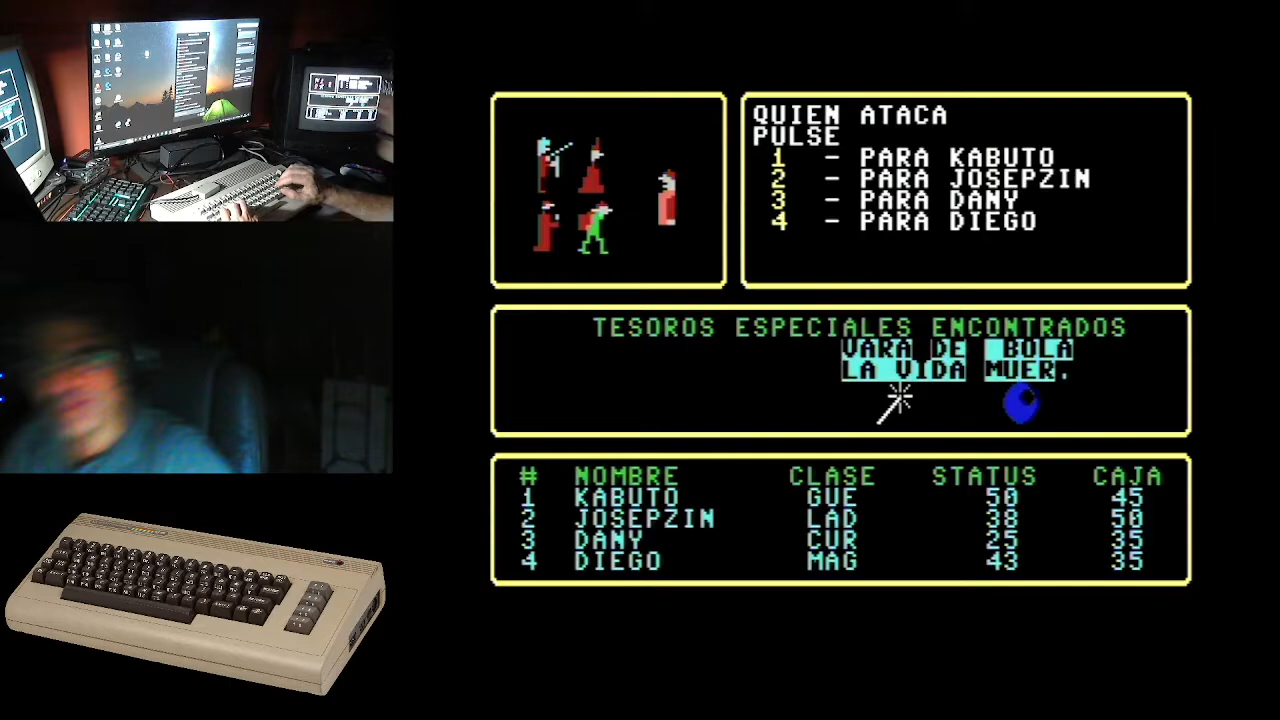 QUIEN ATACA
PULSE
1 - PARA KABUTO
2 - PARA JOSEPZIN
3 - PARA DANY
4 - PARA DIEGO
TESOROS ESPECIALES ENCONTRADOS
VARA DE BOLA
LA VIDA MUER.
# NOMBRE CLASE STATUS CAJA
1 KABUTO GUE 50 45
2 JOSEPZIN LAD 38 50
3 DANY CUR 25 35
4 DIEGO MAG 43 35